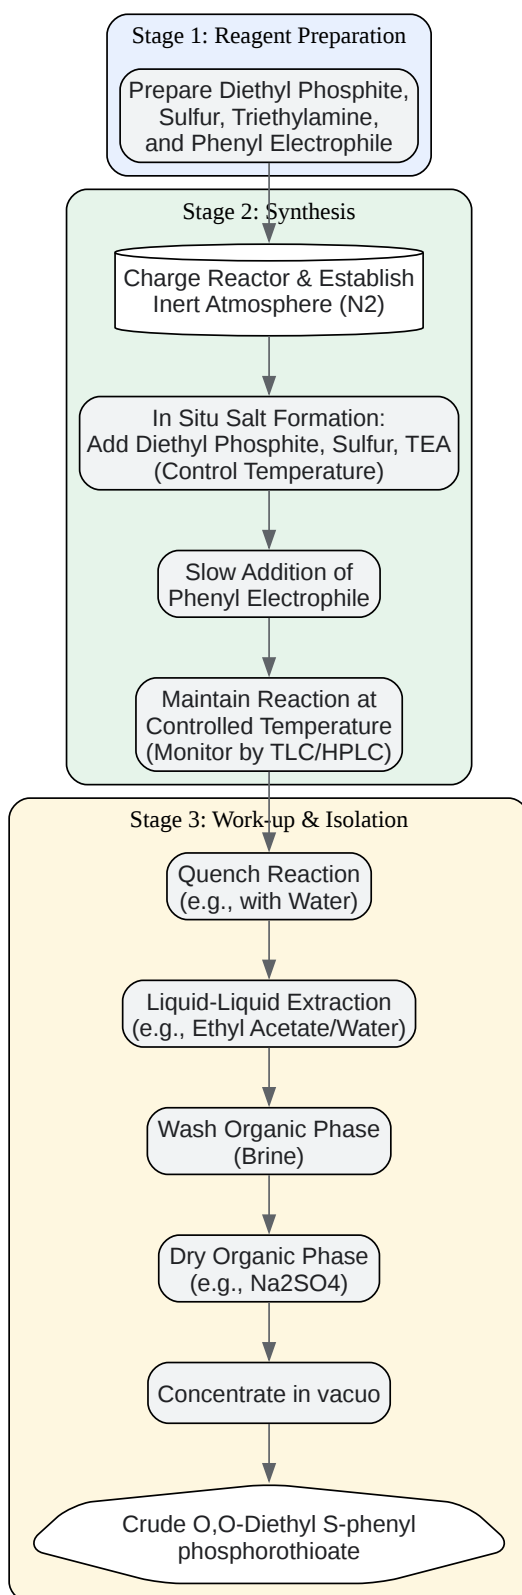 Stage 1: Reagent Preparation
Prepare Diethyl Phosphite,
Sulfur, Triethylamine,
and Phenyl Electrophile
Stage 2: Synthesis
Charge Reactor & Establish
Inert Atmosphere (N2)
In Situ Salt Formation:
Add Diethyl Phosphite, Sulfur, TEA
(Control Temperature)
Slow Addition of
Phenyl Electrophile
Maintain Reaction at
Controlled Temperature
(Monitor by TLC/HPLC)
Stage 3: Work-up & Isolation
Quench Reaction
(e.g., with Water)
Liquid-Liquid Extraction
(e.g., Ethyl Acetate/Water)
Wash Organic Phase
(Brine)
Dry Organic Phase
(e.g., Na2SO4)
Concentrate in vacuo
Crude O,O-Diethyl S-phenyl
phosphorothioate